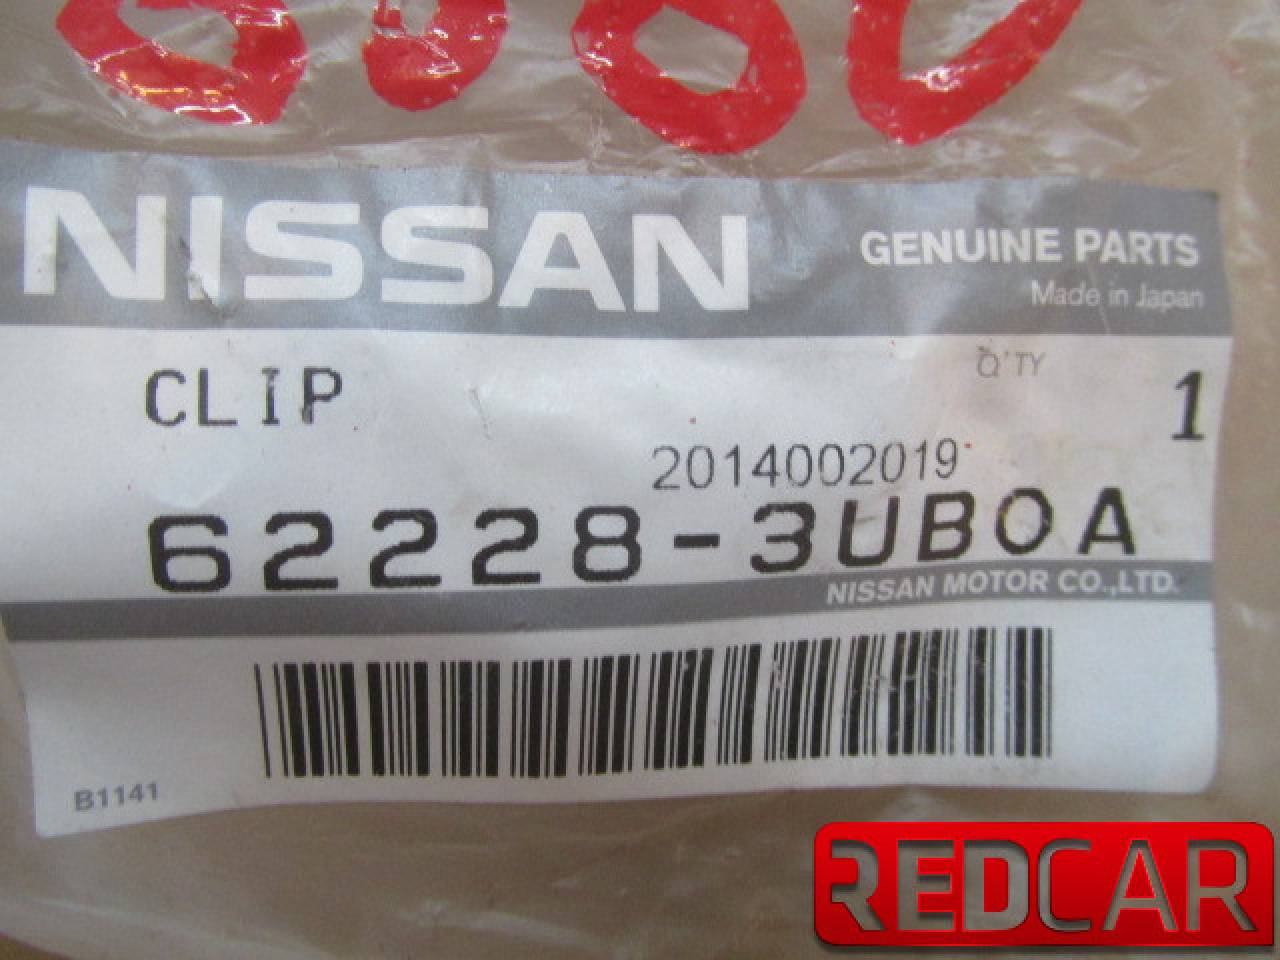 NISSAN
GENUINE PARTS
Made in Japan
CLIP
Q'TY
1
2014002019
62228-3UB0A
NISSAN MOTOR CO.,LTD.
B1141
REDCAR